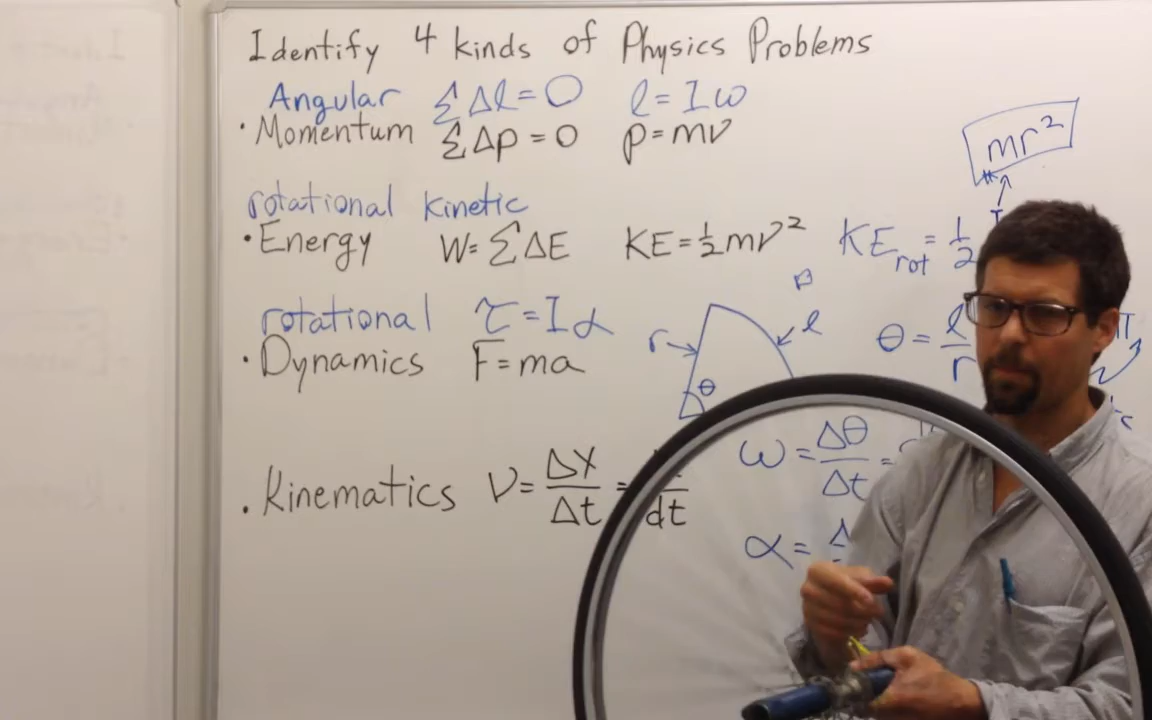 Identify 4 kinds of Physics Problems
Angular ΣΔl=0 l=Iω
·Momentum ΣΔp=0 p=mv
mr²
rotational kinetic
·Energy W=ΣΔE KE=½mv² KE_rot=½
rotational τ=Iα
·Dynamics F=ma
r θ l
θ=l/r
ω=Δθ/Δt=
.Kinematics v=Δx/Δt=
dt
α=